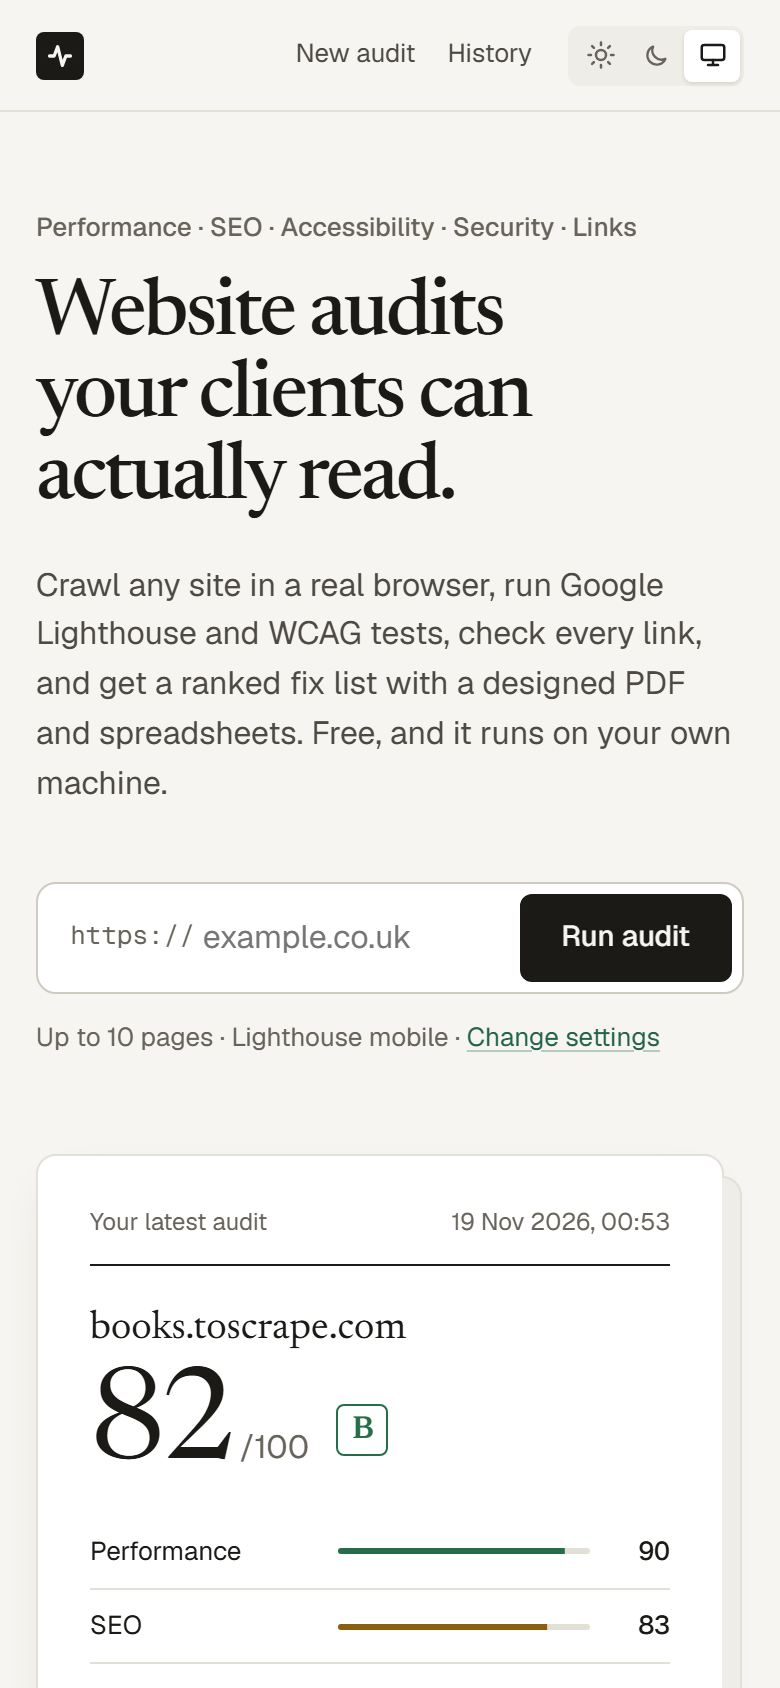 New audit History
Performance · SEO · Accessibility · Security · Links
Website audits
your clients can
actually read.
Crawl any site in a real browser, run Google
Lighthouse and WCAG tests, check every link,
and get a ranked fix list with a designed PDF
and spreadsheets. Free, and it runs on your own
machine.
https:// example.co.uk Run audit
Up to 10 pages · Lighthouse mobile · Change settings
Your latest audit 19 Nov 2026, 00:53
books.toscrape.com
82 /100 B
Performance 90
SEO 83